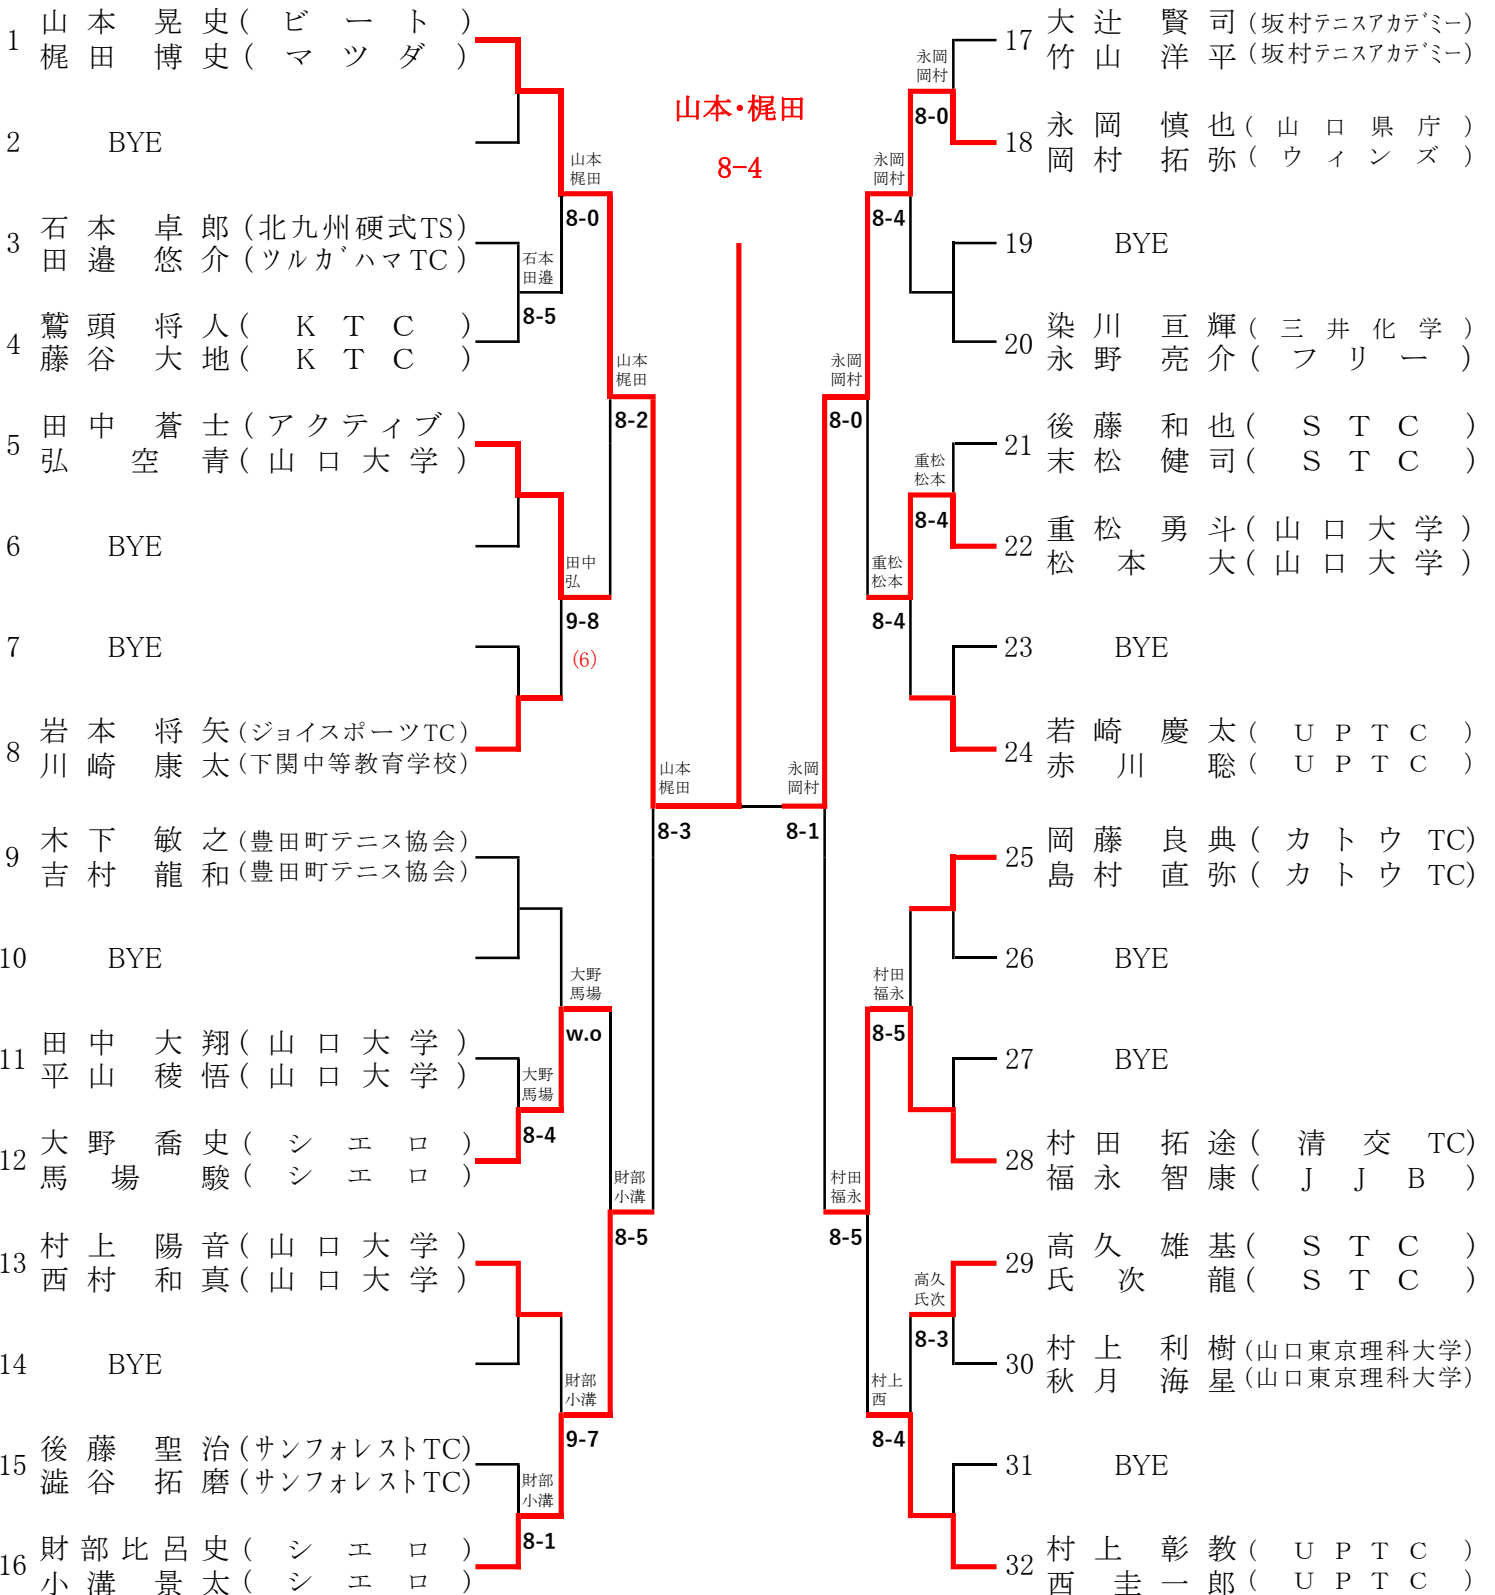 1 山本 晃史(ビート)
梶田 博史(マツダ)
2 BYE
3 石本 卓郎(北九州硬式TS)
田邉 悠介(ツルガハマTC)
4 鷲頭 将人(KTC)
藤谷 大地(KTC)
5 田中 蒼士(アクティブ)
弘 空青(山口大学)
6 BYE
7 BYE
8 岩本 将矢(ジョイスポーツTC)
川崎 康太(下関中等教育学校)
9 木下 敏之(豊田町テニス協会)
吉村 龍和(豊田町テニス協会)
10 BYE
11 田中 大翔(山口大学)
平山 稜悟(山口大学)
12 大野 喬史(シエロ)
馬場 駿(シエロ)
13 村上 陽音(山口大学)
西村 和真(山口大学)
14 BYE
15 後藤 聖治(サンフォレストTC)
澁谷 拓磨(サンフォレストTC)
16 財部比呂史(シエロ)
小溝 景太(シエロ)
石本
田邉
8-5
大野
馬場
8-4
財部
小溝
8-1
山本
梶田
8-0
田中
弘
9-8
(6)
大野
馬場
w.o
財部
小溝
9-7
山本
梶田
8-2
財部
小溝
8-5
山本
梶田
8-3
山本・梶田
8-4
永岡
岡村
8-1
永岡
岡村
8-0
村田
福永
8-5
永岡
岡村
8-4
重松
松本
8-4
村田
福永
8-5
村上
西
8-4
永岡
岡村
8-0
重松
松本
8-4
高久
氏次
8-3
17 大辻 賢司(坂村テニスアカデミー)
竹山 洋平(坂村テニスアカデミー)
18 永岡 慎也(山口県庁)
岡村 拓弥(ウィンズ)
19 BYE
20 染川 亘輝(三井化学)
永野 亮介(フリー)
21 後藤 和也(STC)
末松 健司(STC)
22 重松 勇斗(山口大学)
松本 大(山口大学)
23 BYE
24 若崎 慶太(UPTC)
赤川 聡(UPTC)
25 岡藤 良典(カトウTC)
島村 直弥(カトウTC)
26 BYE
27 BYE
28 村田 拓途(清交TC)
福永 智康(JJB)
29 高久 雄基(STC)
氏次 龍(STC)
30 村上 利樹(山口東京理科大学)
秋月 海星(山口東京理科大学)
31 BYE
32 村上 彰教(UPTC)
西 圭一郎(UPTC)